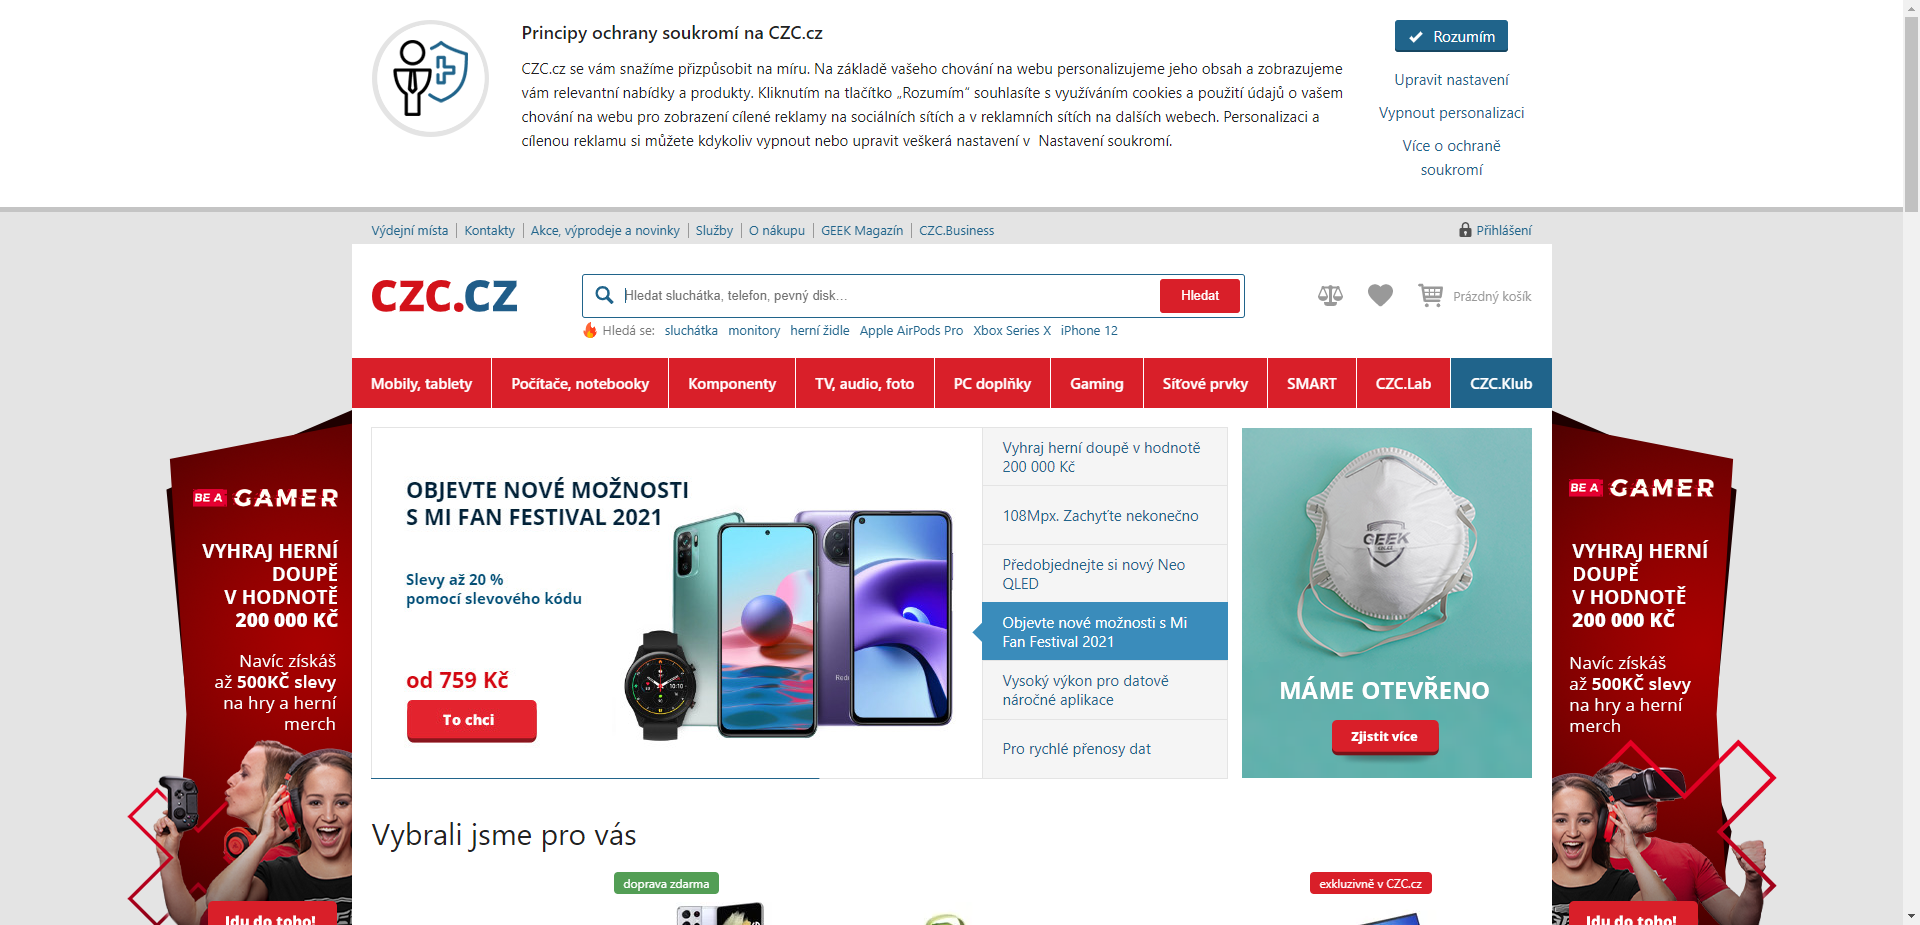 Principy ochrany soukromí na CZC.cz
CZC.cz se vám snažíme přizpůsobit na míru. Na základě vašeho chování na webu personalizujeme jeho obsah a zobrazujeme
vám relevantní nabídky a produkty. Kliknutím na tlačítko „Rozumím“ souhlasíte s využíváním cookies a použití údajů o vašem
chování na webu pro zobrazení cílené reklamy na sociálních sítích a v reklamních sítích na dalších webech. Personalizaci a
cílenou reklamu si můžete kdykoliv vypnout nebo upravit veškerá nastavení v Nastavení soukromí.
Rozumím
Upravit nastavení
Vypnout personalizaci
Více o ochraně
soukromí
Výdejní místa
Kontakty
Akce, výprodeje a novinky
Služby
O nákupu
GEEK Magazín
CZC.Business
Přihlášení
CZC.CZ
Hledat sluchátka, telefon, pevný disk...
Hledat
Prázdný košík
Hledá se: sluchátka monitory herní židle Apple AirPods Pro Xbox Series X iPhone 12
Mobily, tablety
Počítače, notebooky
Komponenty
TV, audio, foto
PC doplňky
Gaming
Síťové prvky
SMART
CZC.Lab
CZC.Klub
BE A GAMER
VYHRAJ HERNÍ
DOUPĚ
V HODNOTĚ
200 000 KČ
Navíc získáš
až 500KČ slevy
na hry a herní
merch
Jdu do toho!
OBJEVTE NOVÉ MOŽNOSTI
S MI FAN FESTIVAL 2021
Slevy až 20 %
pomocí slevového kódu
od 759 Kč
To chci
10:10
Redmi
Vyhraj herní doupě v hodnotě
200 000 Kč
108Mpx. Zachyťte nekonečno
Předobjednejte si nový Neo
QLED
Objevte nové možnosti s Mi
Fan Festival 2021
Vysoký výkon pro datově
náročné aplikace
Pro rychlé přenosy dat
GEEK
MÁME OTEVŘENO
Zjistit více
BE A GAMER
VYHRAJ HERNÍ
DOUPĚ
V HODNOTĚ
200 000 KČ
Navíc získáš
až 500KČ slevy
na hry a herní
merch
Jdu do toho!
Vybrali jsme pro vás
doprava zdarma
exkluzivně v CZC.cz